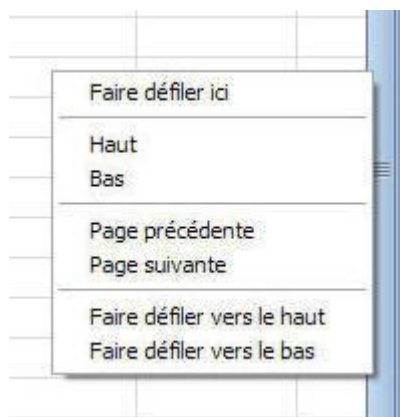 Faire défiler ici
Haut
Bas
Page précédente
Page suivante
Faire défiler vers le haut
Faire défiler vers le bas